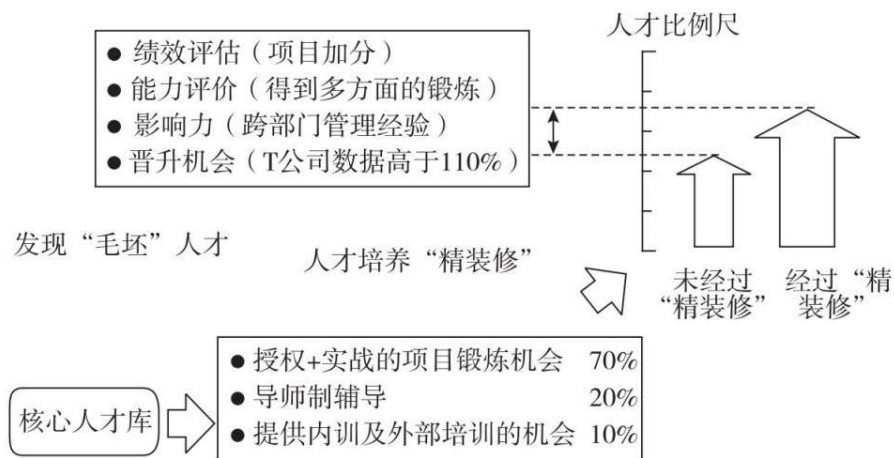 人才比例尺
● 绩效评估（项目加分）
● 能力评价（得到多方面的锻炼）
● 影响力（跨部门管理经验）
● 晋升机会（T公司数据高于110%）
发现“毛坯”人才
人才培养“精装修”
未经过
“精装修”
经过“精
装修”
● 授权+实战的项目锻炼机会 70%
● 导师制辅导 20%
● 提供内训及外部培训的机会 10%
核心人才库